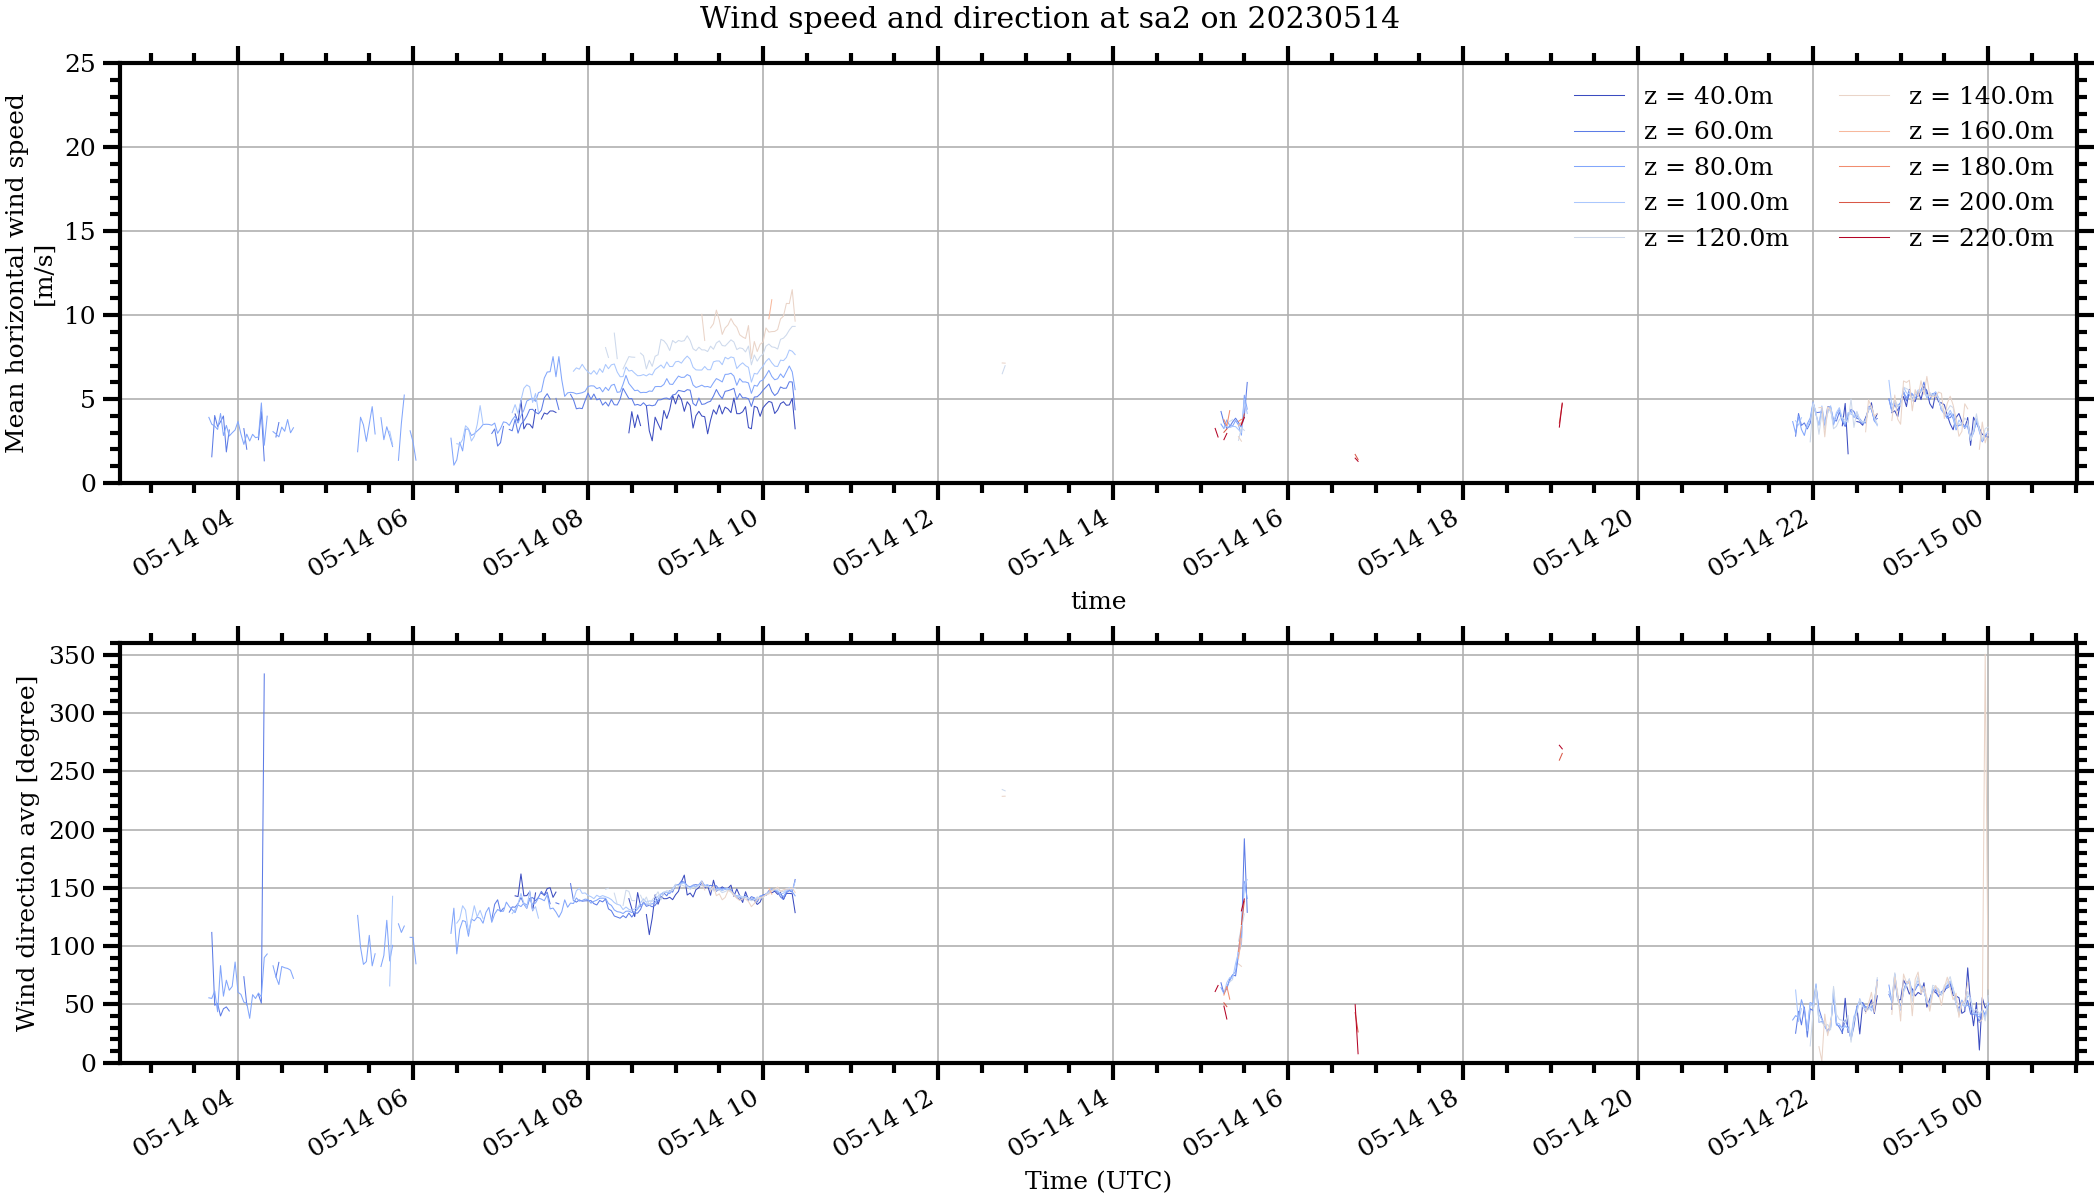 Wind speed and direction at sa2 on 20230514
Mean horizontal wind speed
[m/s]
25
20
15
10
5
0
z = 40.0m
z = 60.0m
z = 80.0m
z = 100.0m
z = 120.0m
z = 140.0m
z = 160.0m
z = 180.0m
z = 200.0m
z = 220.0m
05-14 04
05-14 06
05-14 08
05-14 10
05-14 12
05-14 14
05-14 16
05-14 18
05-14 20
05-14 22
05-15 00
time
Wind direction avg [degree]
350
300
250
200
150
100
50
0
05-14 04
05-14 06
05-14 08
05-14 10
05-14 12
05-14 14
05-14 16
05-14 18
05-14 20
05-14 22
05-15 00
Time (UTC)